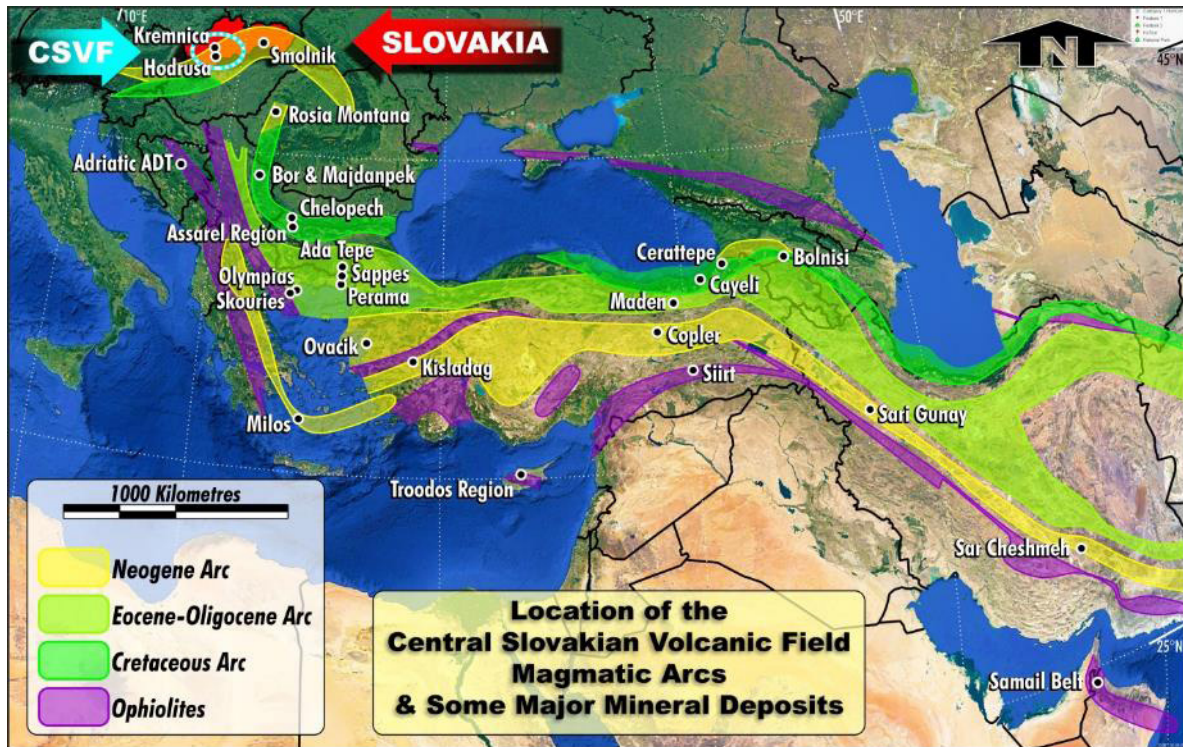 10°E
50°E
CSVF
Kremnica
Hodrusa
Smolnik
SLOVAKIA
N
45°N
Rosia Montana
Adriatic ADT
Bor & Majdanpek
Chelopech
Assarel Region
Ada Tepe
Sappes
Perama
Olympias
Skouries
Cerattepe
Bolnisi
Cayeli
Maden
Ovacik
Copler
Kisladag
Siirt
Milos
Sari Gunay
Troodos Region
Sar Cheshmeh
25°N
Samail Belt
1000 Kilometres
Neogene Arc
Eocene-Oligocene Arc
Cretaceous Arc
Ophiolites
Location of the
Central Slovakian Volcanic Field
Magmatic Arcs
& Some Major Mineral Deposits